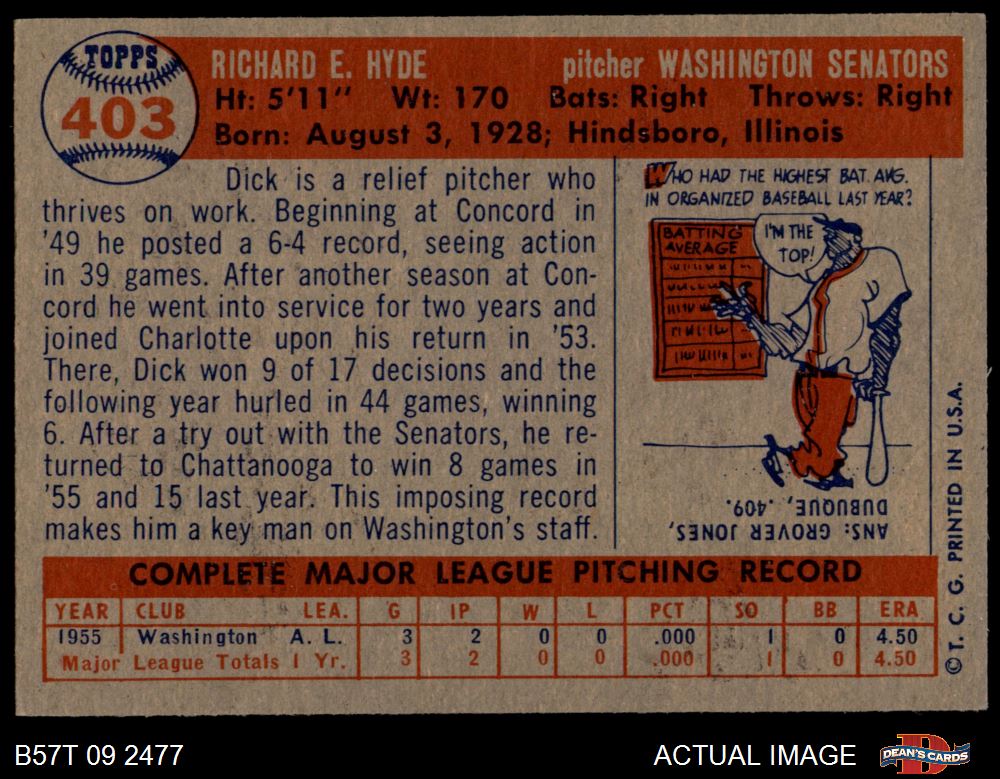 TOPPS
403
RICHARD E. HYDE pitcher WASHINGTON SENATORS
Ht: 5'11" Wt: 170 Bats: Right Throws: Right
Born: August 3, 1928; Hindsboro, Illinois
Dick is a relief pitcher who
thrives on work. Beginning at Concord in
'49 he posted a 6-4 record, seeing action
in 39 games. After another season at Con-
cord he went into service for two years and
joined Charlotte upon his return in '53.
There, Dick won 9 of 17 decisions and the
following year hurled in 44 games, winning
6. After a try out with the Senators, he re-
turned to Chattanooga to win 8 games in
'55 and 15 last year. This imposing record
makes him a key man on Washington's staff.
WHO HAD THE HIGHEST BAT. AVG.
IN ORGANIZED BASEBALL LAST YEAR?
BATTING
AVERAGE
I'M THE
TOP!
ANS: GROVER JONES,
DUBUQUE, .409.
© T. C. G. PRINTED IN U.S.A.
COMPLETE MAJOR LEAGUE PITCHING RECORD
YEAR CLUB LEA. G IP W L PCT SO BB ERA
1955 Washington A. L. 3 2 0 0 .000 1 0 4.50
Major League Totals 1 Yr. 3 2 0 0 .000 1 0 4.50
B57T 09 2477 ACTUAL IMAGE
DEAN'S CARDS